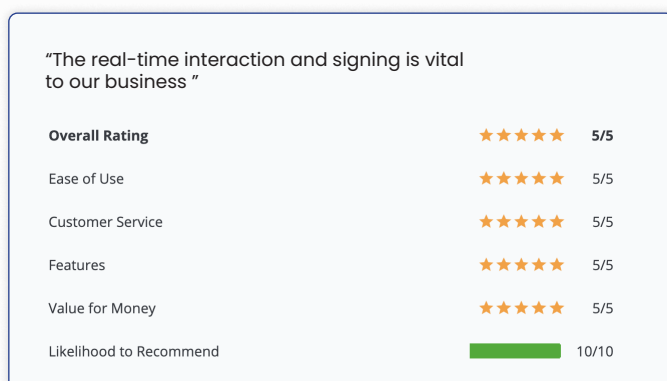 “The real-time interaction and signing is vital
to our business ”
Overall Rating 5/5
Ease of Use 5/5
Customer Service 5/5
Features 5/5
Value for Money 5/5
Likelihood to Recommend 10/10